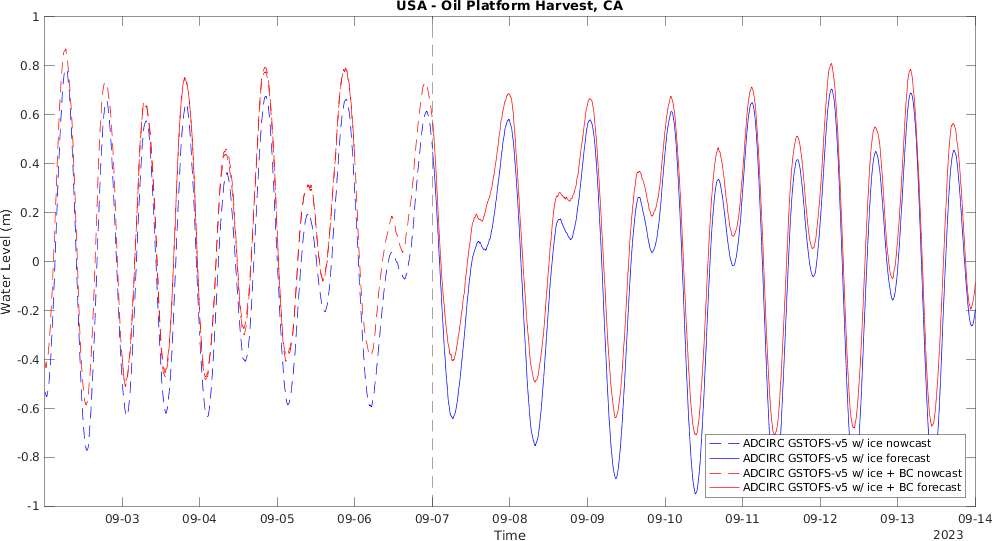 USA - Oil Platform Harvest, CA
1
0.8
0.6
0.4
0.2
0
-0.2
-0.4
-0.6
-0.8
-1
Water Level (m)
ADCIRC GSTOFS-v5 w/ ice nowcast
ADCIRC GSTOFS-v5 w/ ice forecast
ADCIRC GSTOFS-v5 w/ ice + BC nowcast
ADCIRC GSTOFS-v5 w/ ice + BC forecast
09-03 09-04 09-05 09-06 09-07 09-08 09-09 09-10 09-11 09-12 09-13 09-14
Time
2023